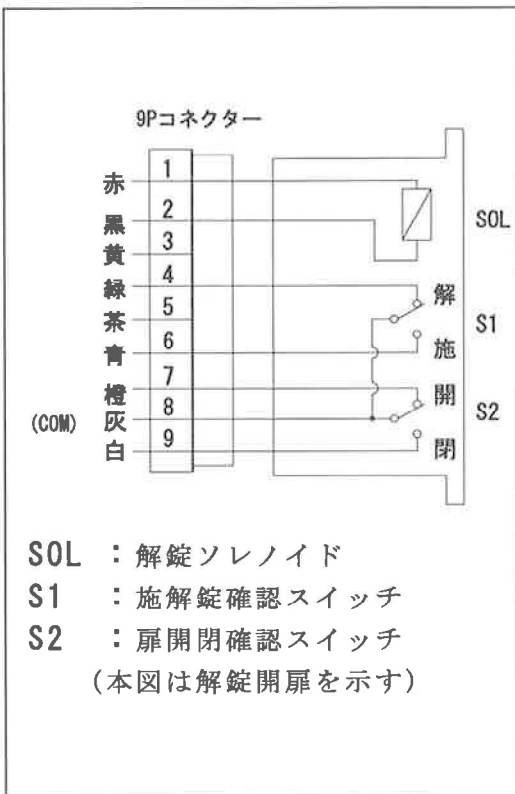 9Pコネクター
赤 1
黒 2
黄 3
緑 4
茶 5
青 6
橙 7
(COM) 灰 8
白 9
SOL
解
S1
施
開
S2
閉
SOL :解錠ソレノイド
S1 :施解錠確認スイッチ
S2 :扉開閉確認スイッチ
(本図は解錠開扉を示す)